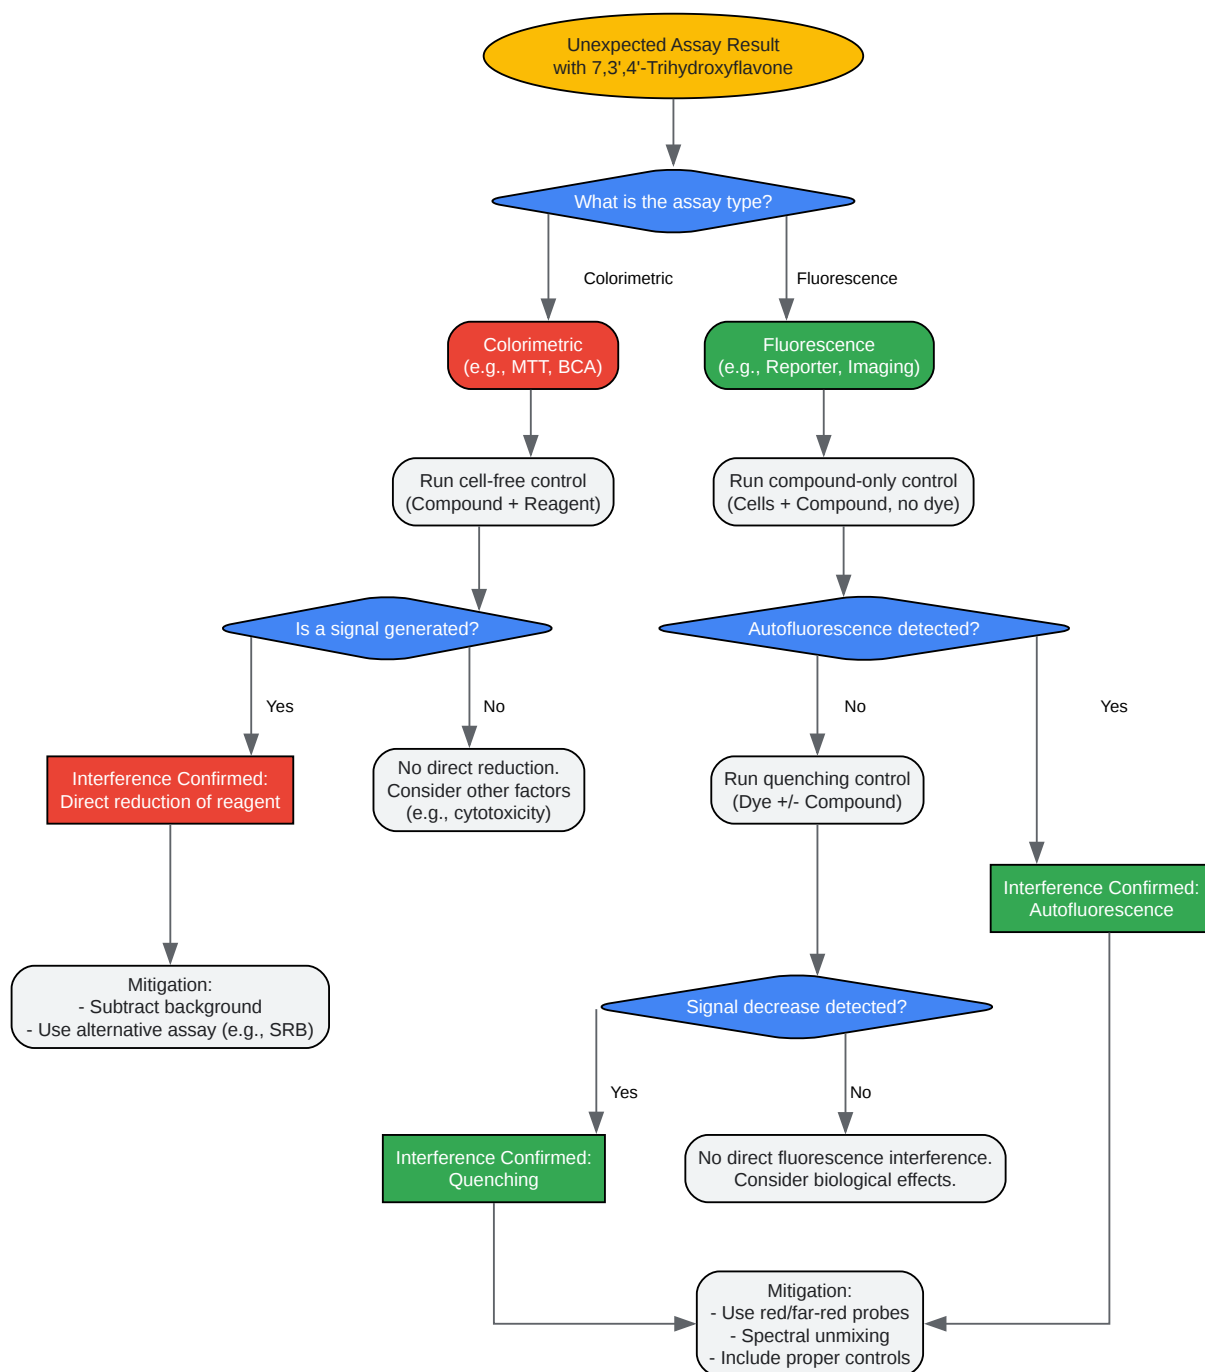 Unexpected Assay Result
with 7,3',4'-Trihydroxyflavone
What is the assay type?
Colorimetric
Fluorescence
Colorimetric
(e.g., MTT, BCA)
Fluorescence
(e.g., Reporter, Imaging)
Run cell-free control
(Compound + Reagent)
Run compound-only control
(Cells + Compound, no dye)
Is a signal generated?
Autofluorescence detected?
Yes
No
No
Yes
Interference Confirmed:
Direct reduction of reagent
No direct reduction.
Consider other factors
(e.g., cytotoxicity)
Run quenching control
(Dye +/- Compound)
Interference Confirmed:
Autofluorescence
Mitigation:
- Subtract background
- Use alternative assay (e.g., SRB)
Signal decrease detected?
Yes
No
Interference Confirmed:
Quenching
No direct fluorescence interference.
Consider biological effects.
Mitigation:
- Use red/far-red probes
- Spectral unmixing
- Include proper controls